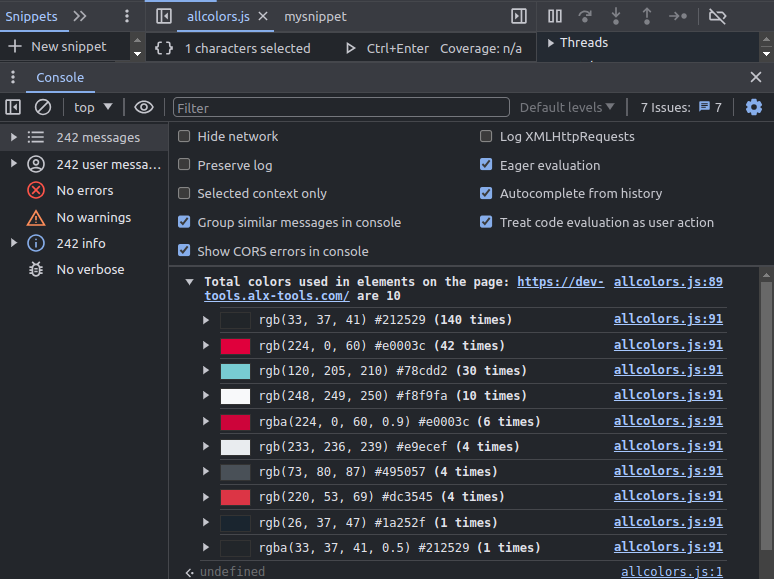 Snippets
allcolors.js
mysnippet
New snippet
{ } 1 characters selected
Ctrl+Enter Coverage: n/a
Threads
Console
top
Filter
Default levels
7 Issues: 7
242 messages
242 user messa...
No errors
No warnings
242 info
No verbose
Hide network
Log XMLHttpRequests
Preserve log
Eager evaluation
Selected context only
Autocomplete from history
Group similar messages in console
Treat code evaluation as user action
Show CORS errors in console
Total colors used in elements on the page: https://dev- allcolors.js:89
tools.alx-tools.com/ are 10
rgb(33, 37, 41) #212529 (140 times) allcolors.js:91
rgb(224, 0, 60) #e0003c (42 times) allcolors.js:91
rgb(120, 205, 210) #78cdd2 (30 times) allcolors.js:91
rgb(248, 249, 250) #f8f9fa (10 times) allcolors.js:91
rgba(224, 0, 60, 0.9) #e0003c (6 times) allcolors.js:91
rgb(233, 236, 239) #e9ecef (4 times) allcolors.js:91
rgb(73, 80, 87) #495057 (4 times) allcolors.js:91
rgb(220, 53, 69) #dc3545 (4 times) allcolors.js:91
rgb(26, 37, 47) #1a252f (1 times) allcolors.js:91
rgba(33, 37, 41, 0.5) #212529 (1 times) allcolors.js:91
undefined allcolors.js:1